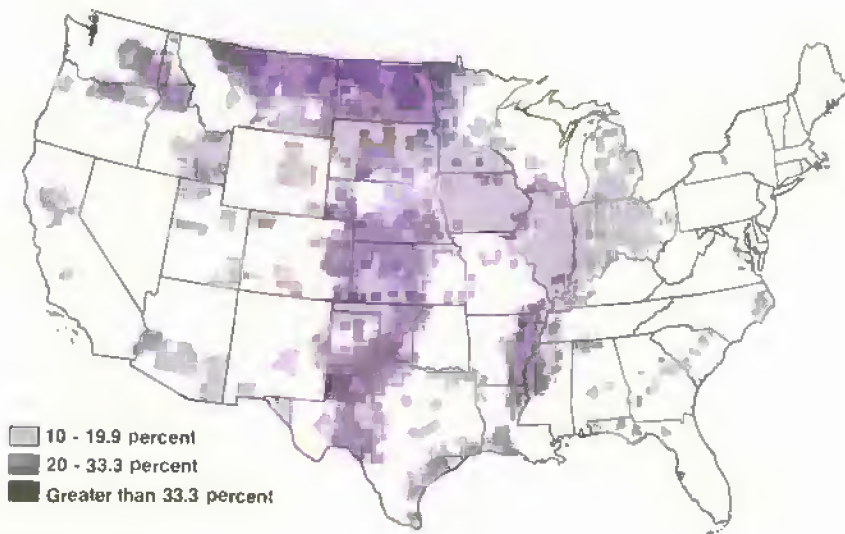 10 - 19.9 percent
20 - 33.3 percent
Greater than 33.3 percent